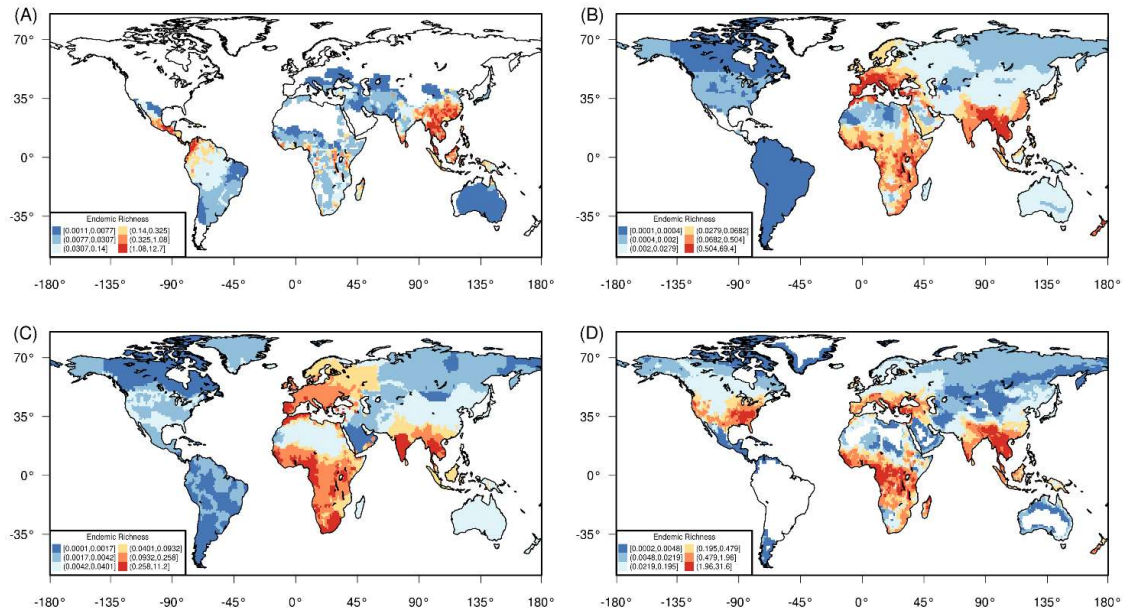 (A)
70°
35°
0°
-35°
Endemic Richness
[0.0011,0.0077] (0.14,0.325]
(0.0077,0.0307] (0.325,1.08]
(0.0307,0.14] (1.08,12.7]
-180° -135° -90° -45° 0° 45° 90° 135° 180°
(B)
70°
35°
0°
-35°
Endemic Richness
[0.0001,0.0004] (0.0279,0.0682]
(0.0004,0.002] (0.0682,0.504]
(0.002,0.0279] (0.504,69.4]
-180° -135° -90° -45° 0° 45° 90° 135° 180°
(C)
70°
35°
0°
-35°
Endemic Richness
[0.0001,0.0017] (0.0401,0.0932]
(0.0017,0.0042] (0.0932,0.258]
(0.0042,0.0401] (0.258,11.2]
-180° -135° -90° -45° 0° 45° 90° 135° 180°
(D)
70°
35°
0°
-35°
Endemic Richness
[0.0002,0.0048] (0.195,0.479]
(0.0048,0.0219] (0.479,1.96]
(0.0219,0.195] (1.96,31.6]
-180° -135° -90° -45° 0° 45° 90° 135° 180°